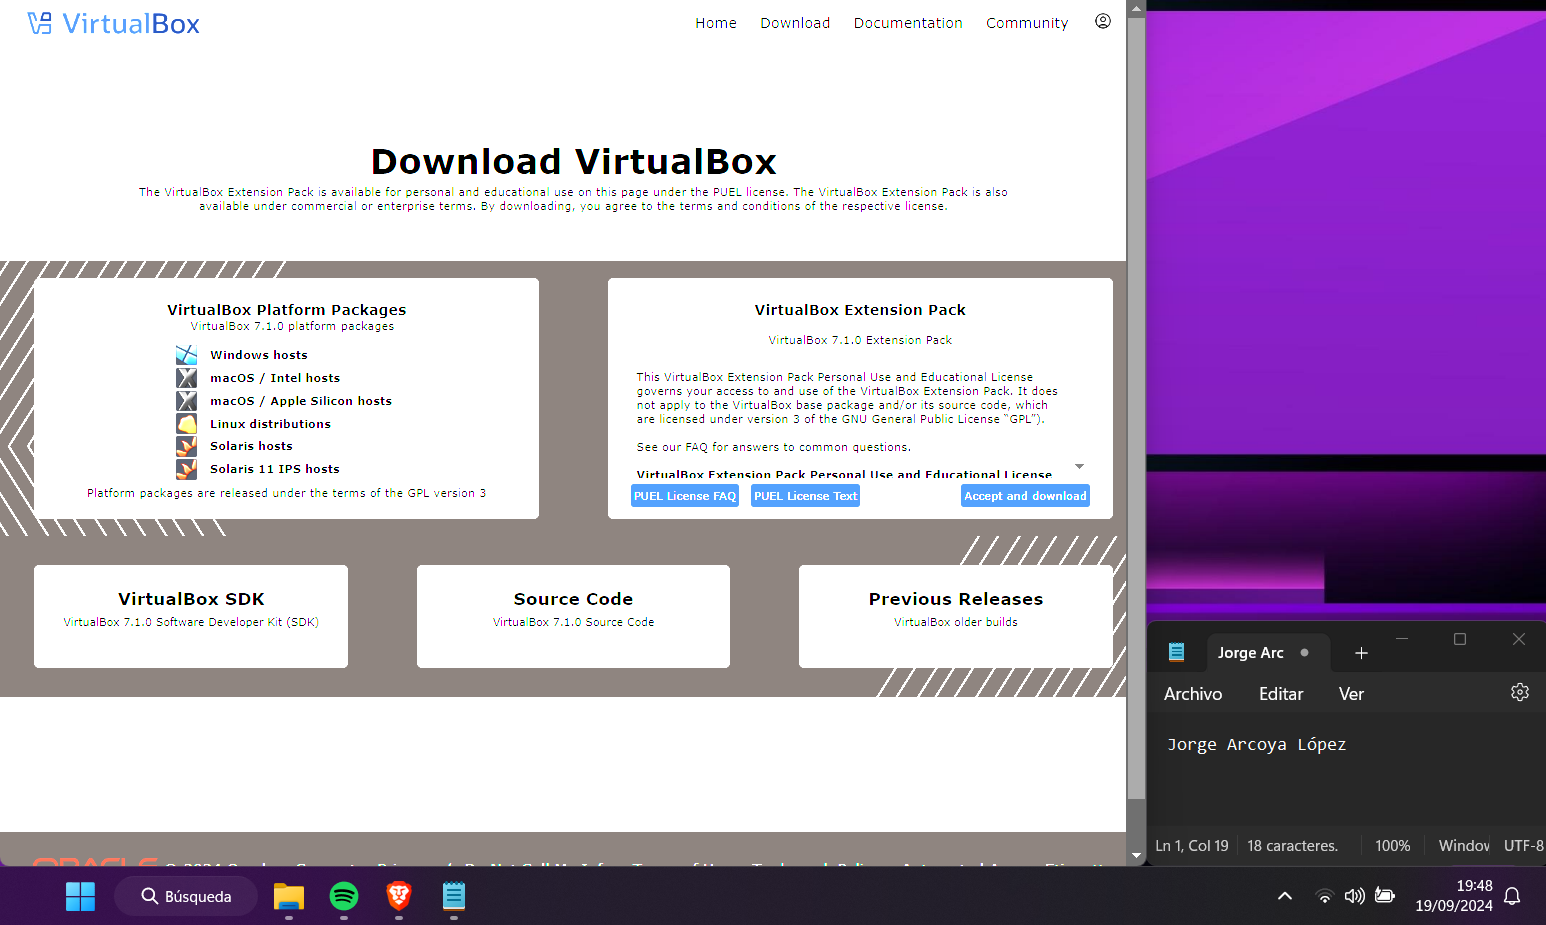 VirtualBox
Home Download Documentation Community
Download VirtualBox
The VirtualBox Extension Pack is available for personal and educational use on this page under the PUEL license. The VirtualBox Extension Pack is also
available under commercial or enterprise terms. By downloading, you agree to the terms and conditions of the respective license.
VirtualBox Platform Packages
VirtualBox 7.1.0 platform packages
Windows hosts
macOS / Intel hosts
macOS / Apple Silicon hosts
Linux distributions
Solaris hosts
Solaris 11 IPS hosts
Platform packages are released under the terms of the GPL version 3
VirtualBox Extension Pack
VirtualBox 7.1.0 Extension Pack
This VirtualBox Extension Pack Personal Use and Educational License
governs your access to and use of the VirtualBox Extension Pack. It does
not apply to the VirtualBox base package and/or its source code, which
are licensed under version 3 of the GNU General Public License “GPL”).
See our FAQ for answers to common questions.
VirtualBox Extension Pack Personal Use and Educational License
PUEL License FAQ PUEL License Text Accept and download
VirtualBox SDK
VirtualBox 7.1.0 Software Developer Kit (SDK)
Source Code
VirtualBox 7.1.0 Source Code
Previous Releases
VirtualBox older builds
ORACLE
Jorge Arc
Archivo Editar Ver
Jorge Arcoya López
Ln 1, Col 19 18 caracteres. 100% Window UTF-8
Búsqueda
19:48
19/09/2024